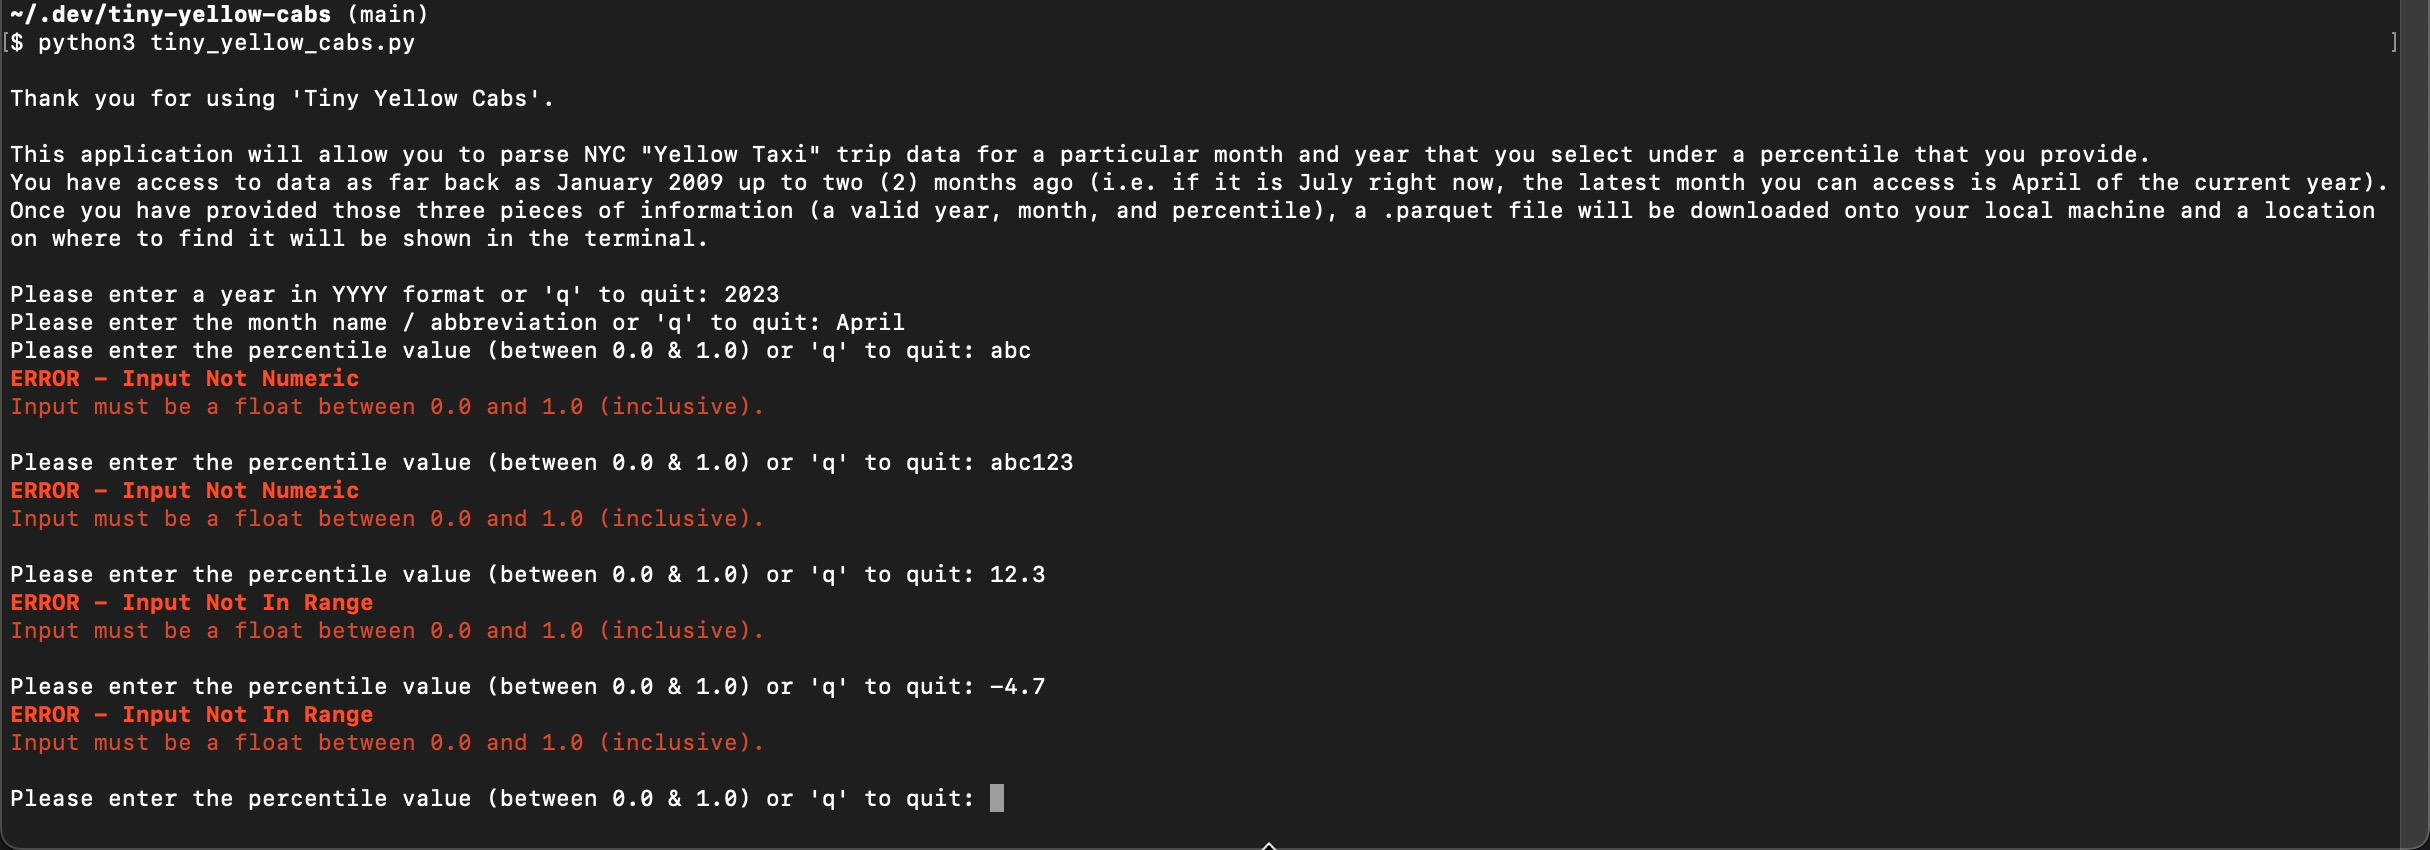 ~/.dev/tiny-yellow-cabs (main)
[$ python3 tiny_yellow_cabs.py ]
Thank you for using 'Tiny Yellow Cabs'.
This application will allow you to parse NYC "Yellow Taxi" trip data for a particular month and year that you select under a percentile that you provide.
You have access to data as far back as January 2009 up to two (2) months ago (i.e. if it is July right now, the latest month you can access is April of the current year).
Once you have provided those three pieces of information (a valid year, month, and percentile), a .parquet file will be downloaded onto your local machine and a location
on where to find it will be shown in the terminal.
Please enter a year in YYYY format or 'q' to quit: 2023
Please enter the month name / abbreviation or 'q' to quit: April
Please enter the percentile value (between 0.0 & 1.0) or 'q' to quit: abc
ERROR - Input Not Numeric
Input must be a float between 0.0 and 1.0 (inclusive).
Please enter the percentile value (between 0.0 & 1.0) or 'q' to quit: abc123
ERROR - Input Not Numeric
Input must be a float between 0.0 and 1.0 (inclusive).
Please enter the percentile value (between 0.0 & 1.0) or 'q' to quit: 12.3
ERROR - Input Not In Range
Input must be a float between 0.0 and 1.0 (inclusive).
Please enter the percentile value (between 0.0 & 1.0) or 'q' to quit: -4.7
ERROR - Input Not In Range
Input must be a float between 0.0 and 1.0 (inclusive).
Please enter the percentile value (between 0.0 & 1.0) or 'q' to quit: